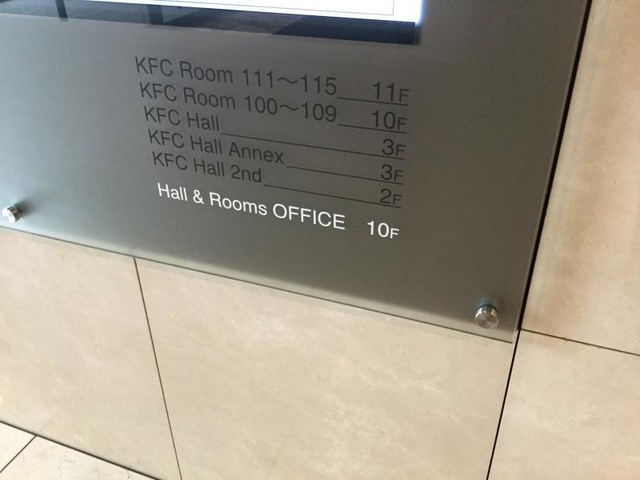 KFC Room 111～115 11F
KFC Room 100～109 10F
KFC Hall 3F
KFC Hall Annex 3F
KFC Hall 2nd 2F
Hall & Rooms OFFICE 10F